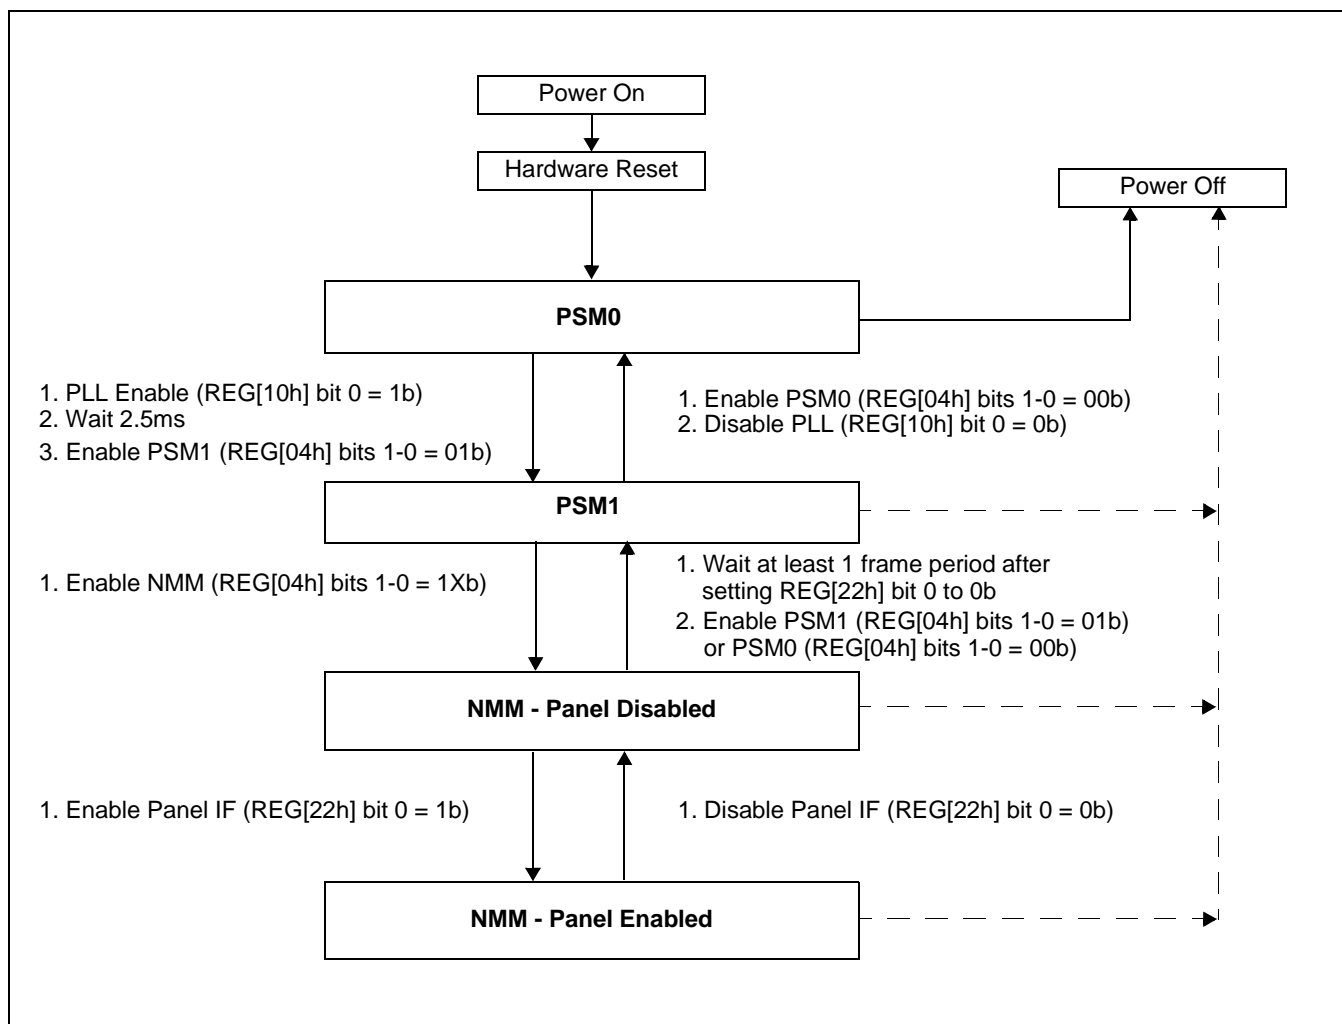 Power On
Hardware Reset
Power Off
PSM0
1. PLL Enable (REG[10h] bit 0 = 1b)
2. Wait 2.5ms
3. Enable PSM1 (REG[04h] bits 1-0 = 01b)
1. Enable PSM0 (REG[04h] bits 1-0 = 00b)
2. Disable PLL (REG[10h] bit 0 = 0b)
PSM1
1. Enable NMM (REG[04h] bits 1-0 = 1Xb)
1. Wait at least 1 frame period after
setting REG[22h] bit 0 to 0b
2. Enable PSM1 (REG[04h] bits 1-0 = 01b)
or PSM0 (REG[04h] bits 1-0 = 00b)
NMM - Panel Disabled
1. Enable Panel IF (REG[22h] bit 0 = 1b)
1. Disable Panel IF (REG[22h] bit 0 = 0b)
NMM - Panel Enabled